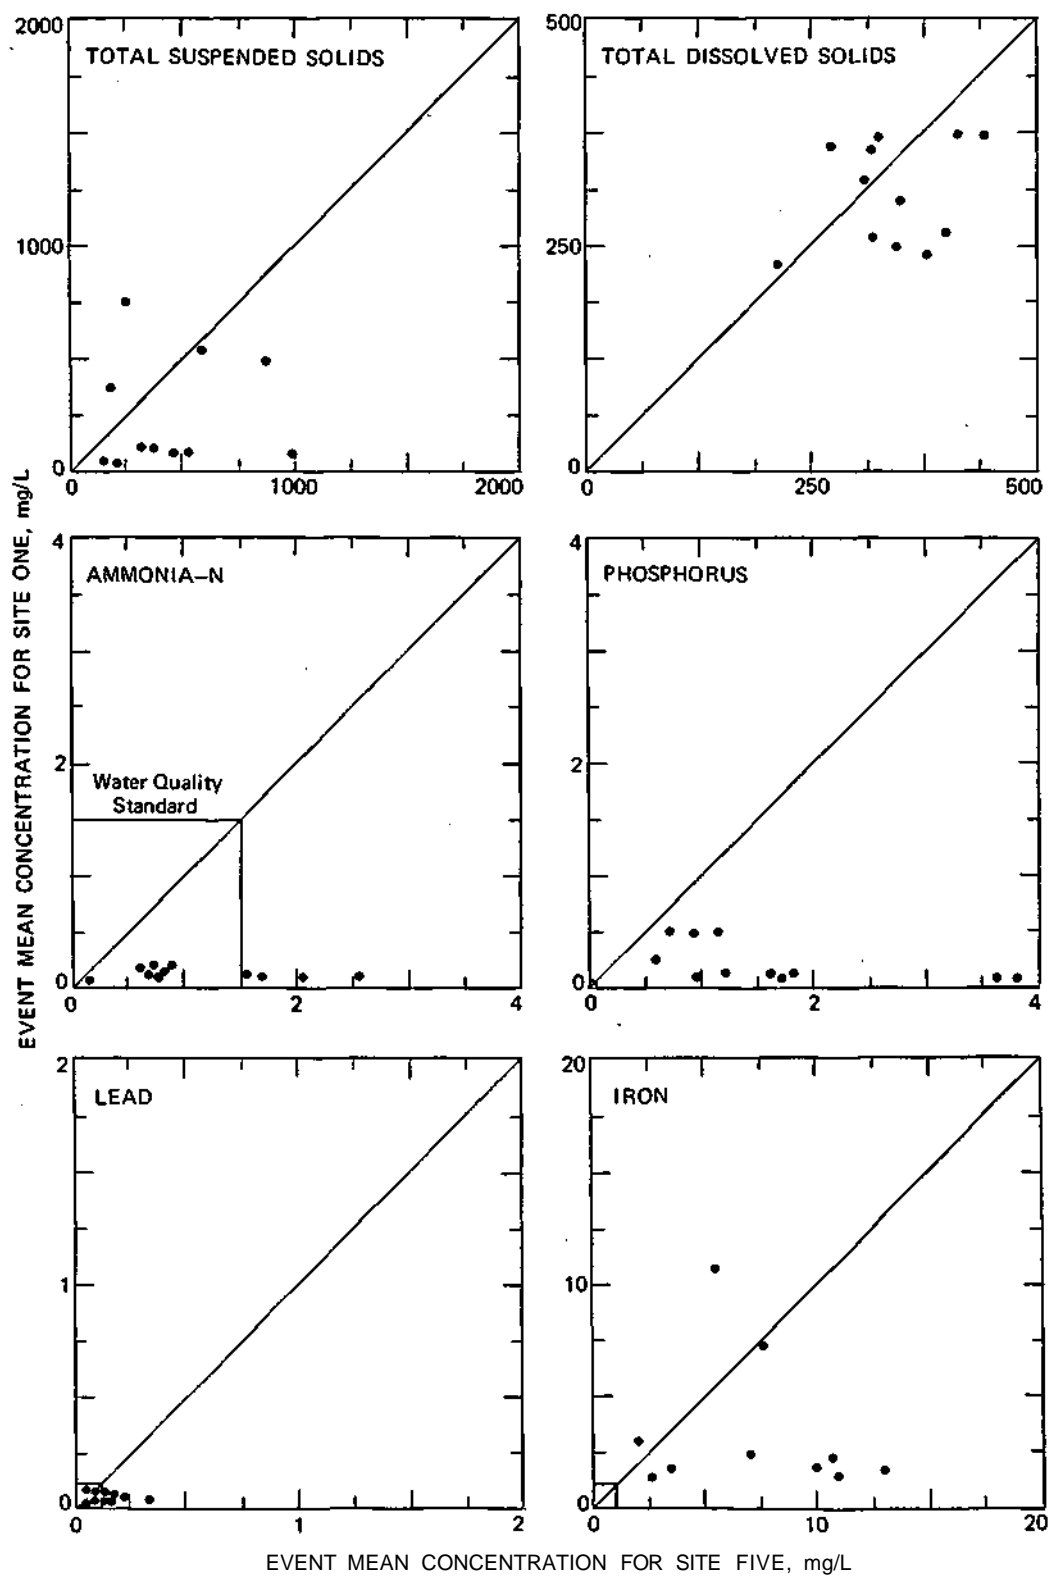 2000
TOTAL SUSPENDED SOLIDS
1000
0
0 1000 2000
500
TOTAL DISSOLVED SOLIDS
250
0
0 250 500
EVENT MEAN CONCENTRATION FOR SITE ONE, mg/L
4
AMMONIA–N
2
Water Quality
Standard
0
0 2 4
4
PHOSPHORUS
2
0
0 2 4
2
LEAD
1
0
0 1 2
20
IRON
10
0
0 10 20
EVENT MEAN CONCENTRATION FOR SITE FIVE, mg/L